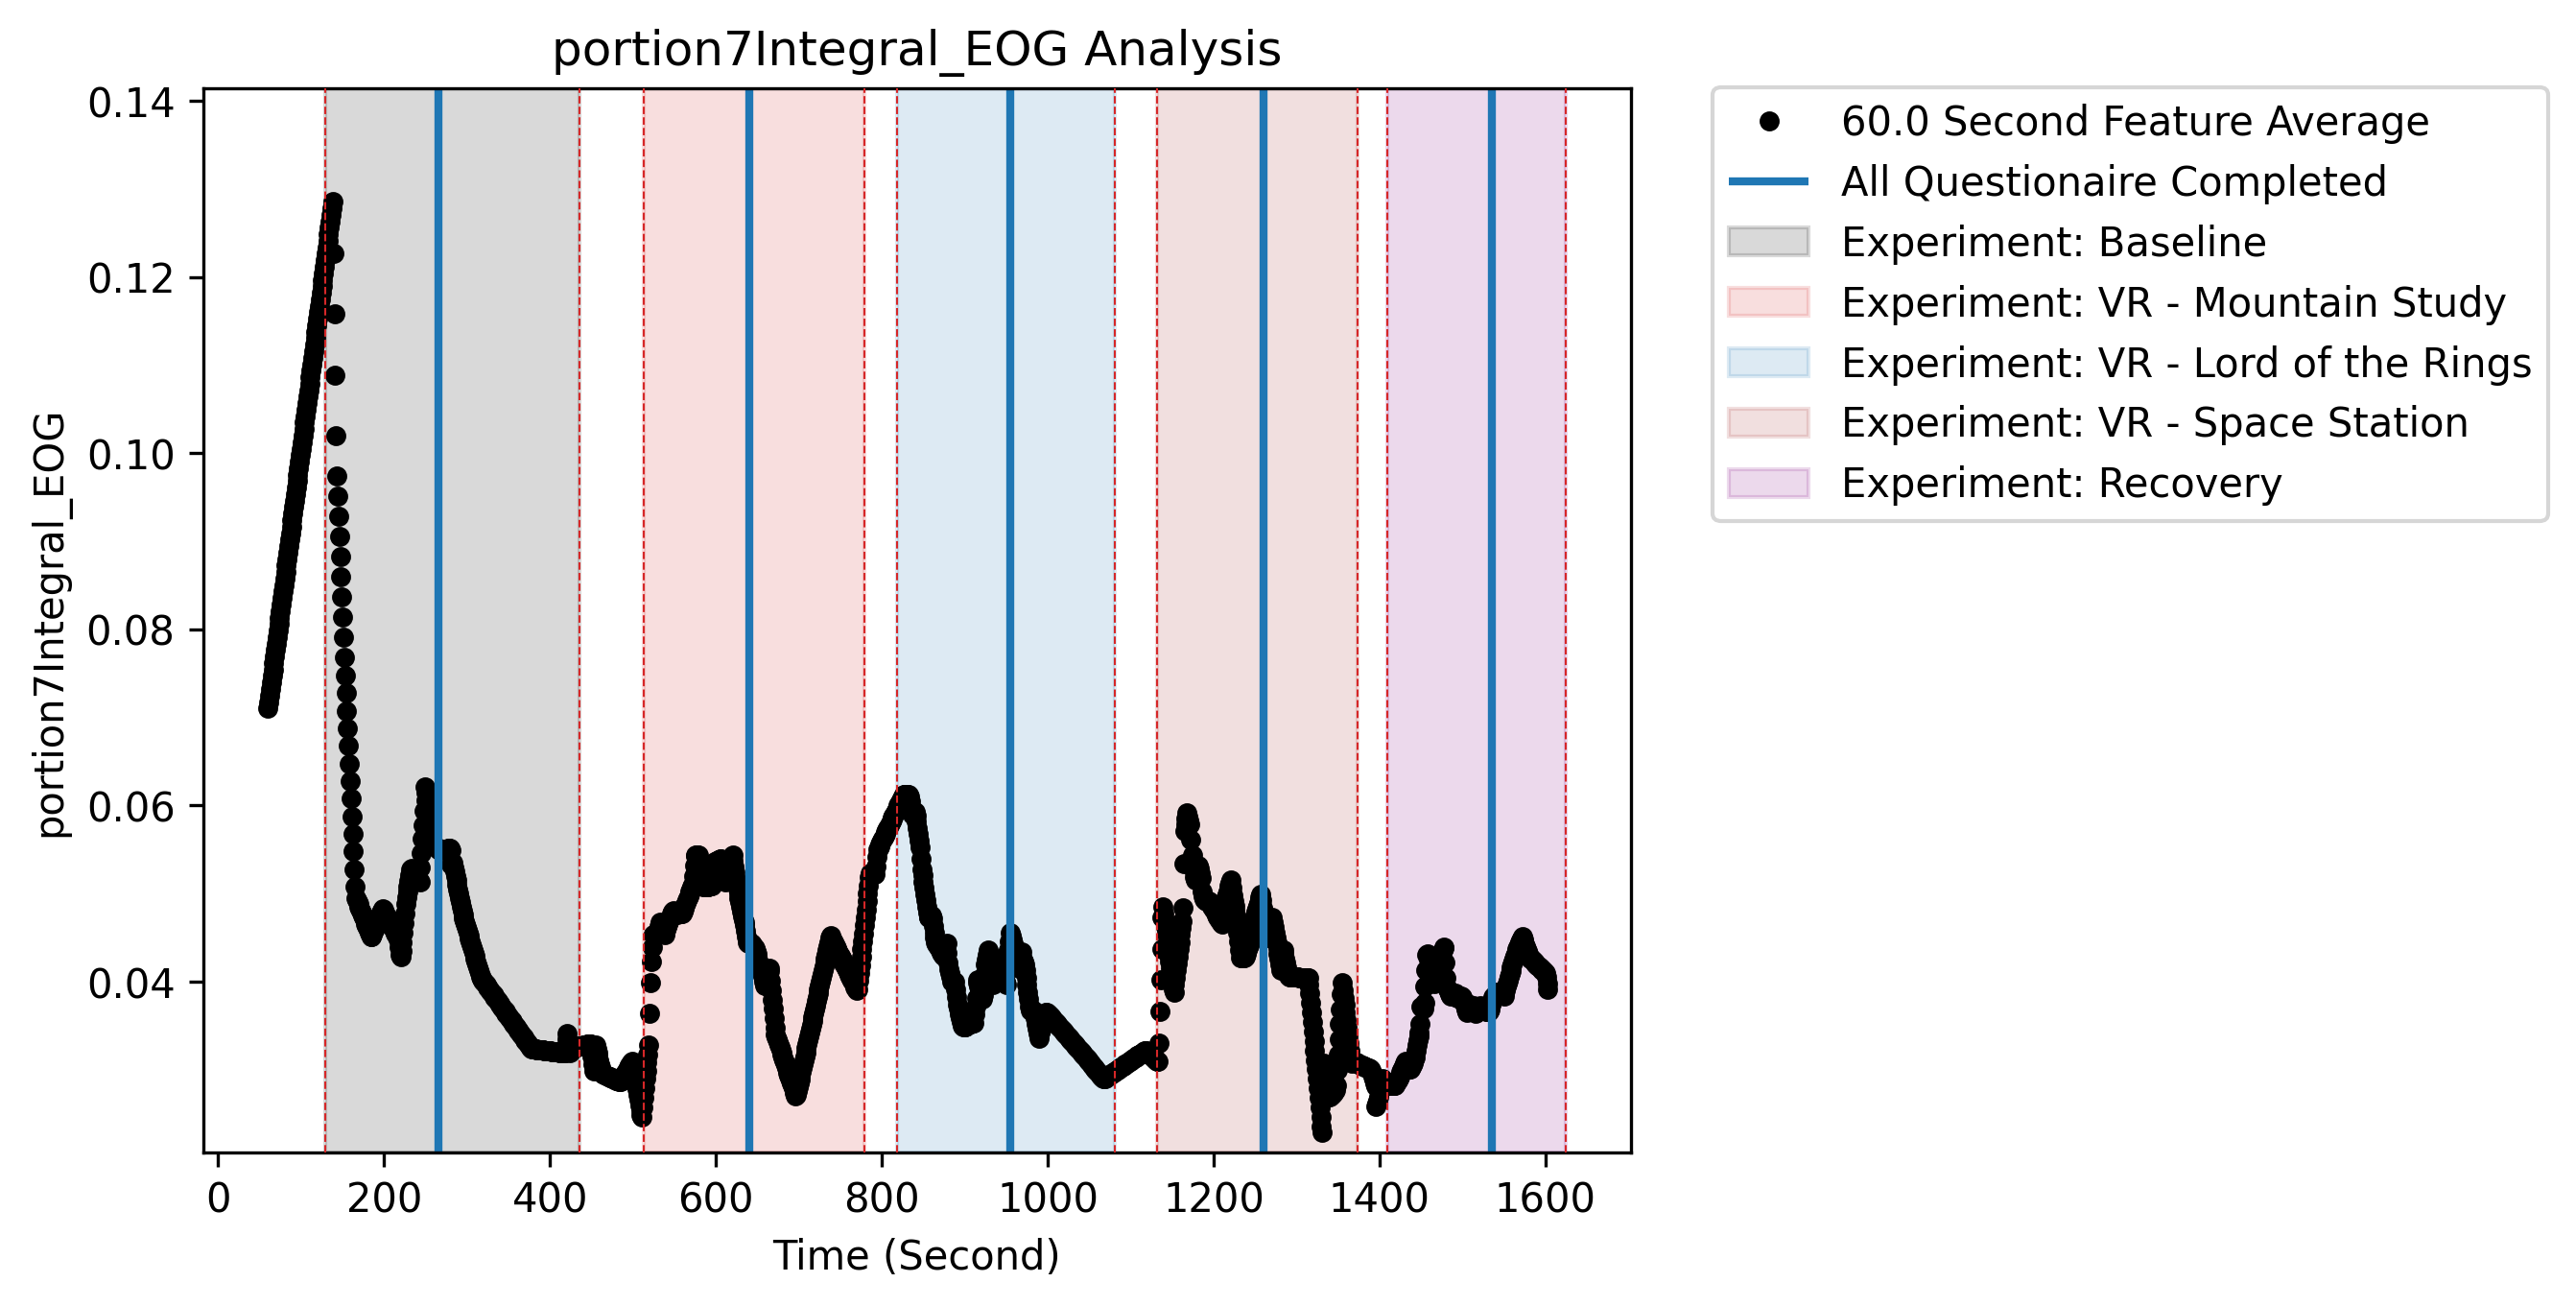 portion7Integral_EOG Analysis
0.14
0.12
0.10
0.08
0.06
0.04
portion7Integral_EOG
0
200
400
600
800
1000
1200
1400
1600
Time (Second)
60.0 Second Feature Average
All Questionaire Completed
Experiment: Baseline
Experiment: VR - Mountain Study
Experiment: VR - Lord of the Rings
Experiment: VR - Space Station
Experiment: Recovery